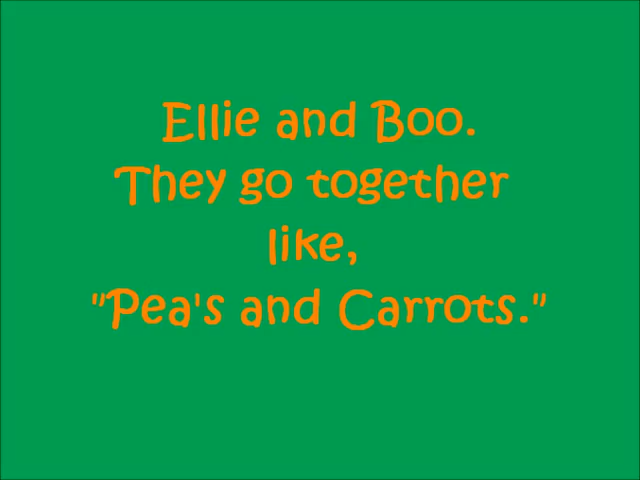 Ellie and Boo.
They go together
like,
"Pea's and Carrots."